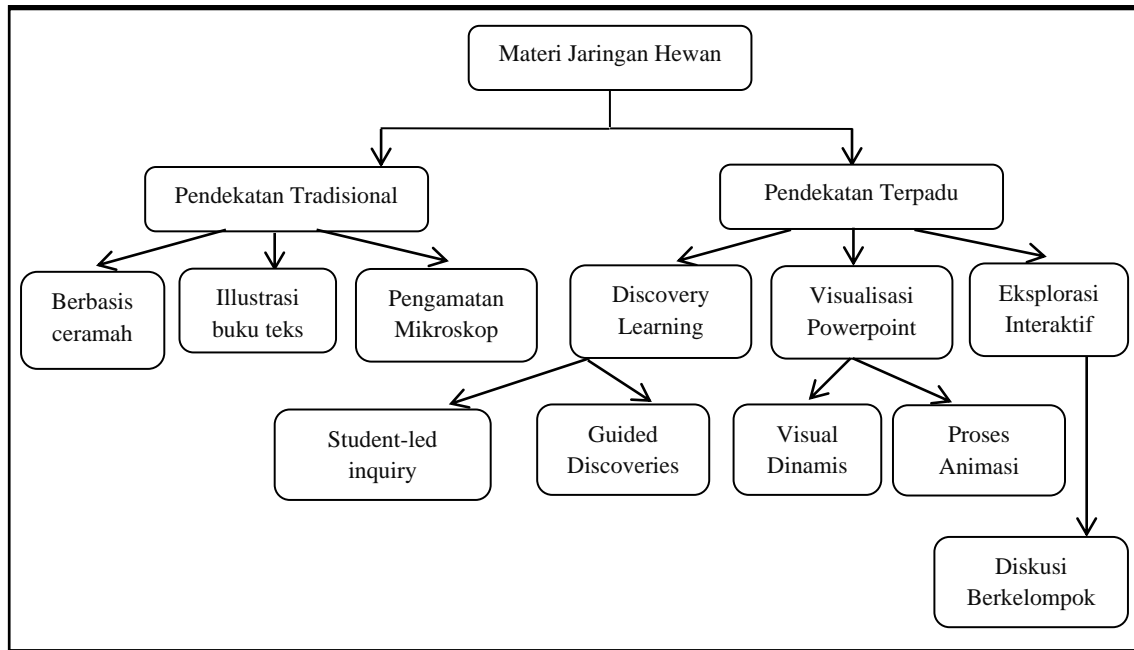 Materi Jaringan Hewan
Pendekatan Tradisional
Pendekatan Terpadu
Berbasis
ceramah
Illustrasi
buku teks
Pengamatan
Mikroskop
Discovery
Learning
Visualisasi
Powerpoint
Eksplorasi
Interaktif
Student-led
inquiry
Guided
Discoveries
Visual
Dinamis
Proses
Animasi
Diskusi
Berkelompok